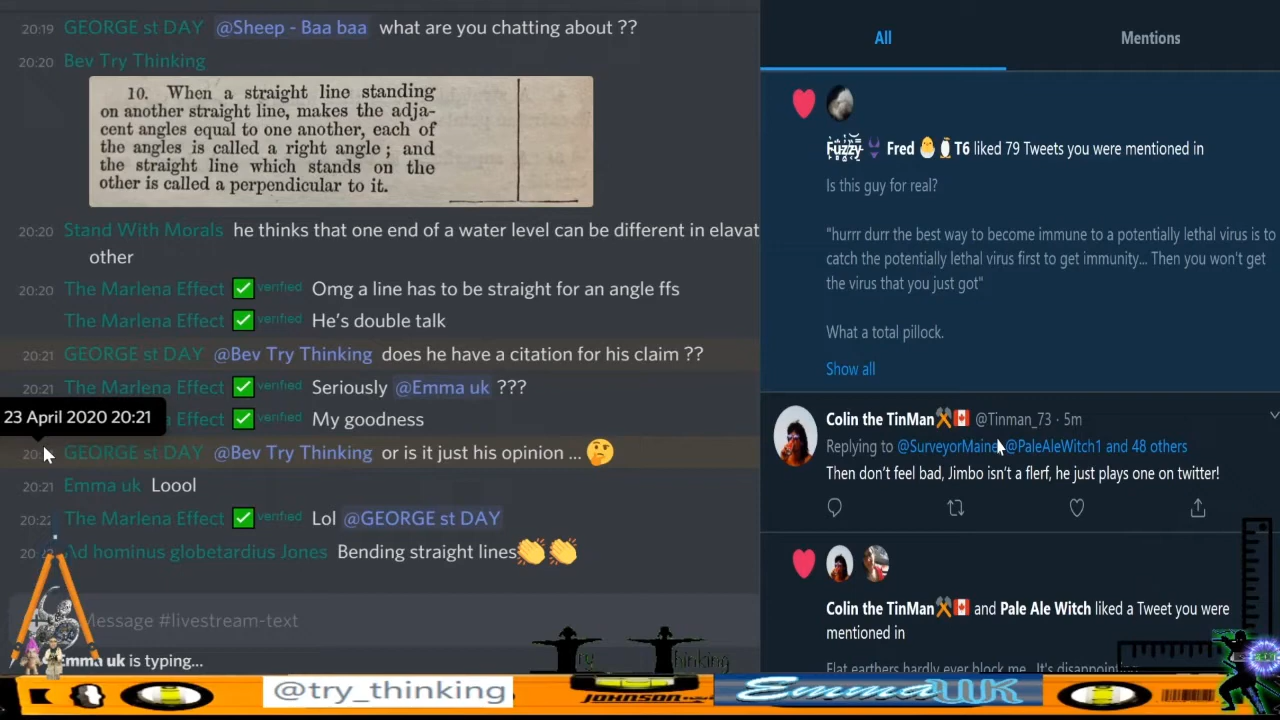 20:19 GEORGE st DAY @Sheep - Baa baa what are you chatting about ??
20:20 Bev Try Thinking
10. When a straight line standing
on another straight line, makes the adja-
cent angles equal to one another, each of
the angles is called a right angle; and
the straight line which stands on the
other is called a perpendicular to it.
20:20 Stand With Morals he thinks that one end of a water level can be different in elavat
other
20:20 The Marlena Effect verified Omg a line has to be straight for an angle ffs
The Marlena Effect verified He's double talk
20:21 GEORGE st DAY @Bev Try Thinking does he have a citation for his claim ??
20:21 The Marlena Effect verified Seriously @Emma uk ???
23 April 2020 20:21
Effect verified My goodness
GEORGE st DAY @Bev Try Thinking or is it just his opinion ...
20:21 Emma uk Loool
20:22 The Marlena Effect verified Lol @GEORGE st DAY
Ad hominus globetardius Jones Bending straight lines
Message #livestream-text
Emma uk is typing...
All
Mentions
Fuzzy Fred T6 liked 79 Tweets you were mentioned in
Is this guy for real?
"hurrr durr the best way to become immune to a potentially lethal virus is to
catch the potentially lethal virus first to get immunity... Then you won't get
the virus that you just got"
What a total pillock.
Show all
Colin the TinMan @Tinman_73 · 5m
Replying to @SurveyorMaine @PaleAleWitch1 and 48 others
Then don't feel bad, Jimbo isn't a flerf, he just plays one on twitter!
Colin the TinMan and Pale Ale Witch liked a Tweet you were
mentioned in
Flat earthers hardly ever block me. It's disappointing
Try Thinking
@try_thinking
JOHNSON
EmmaUK